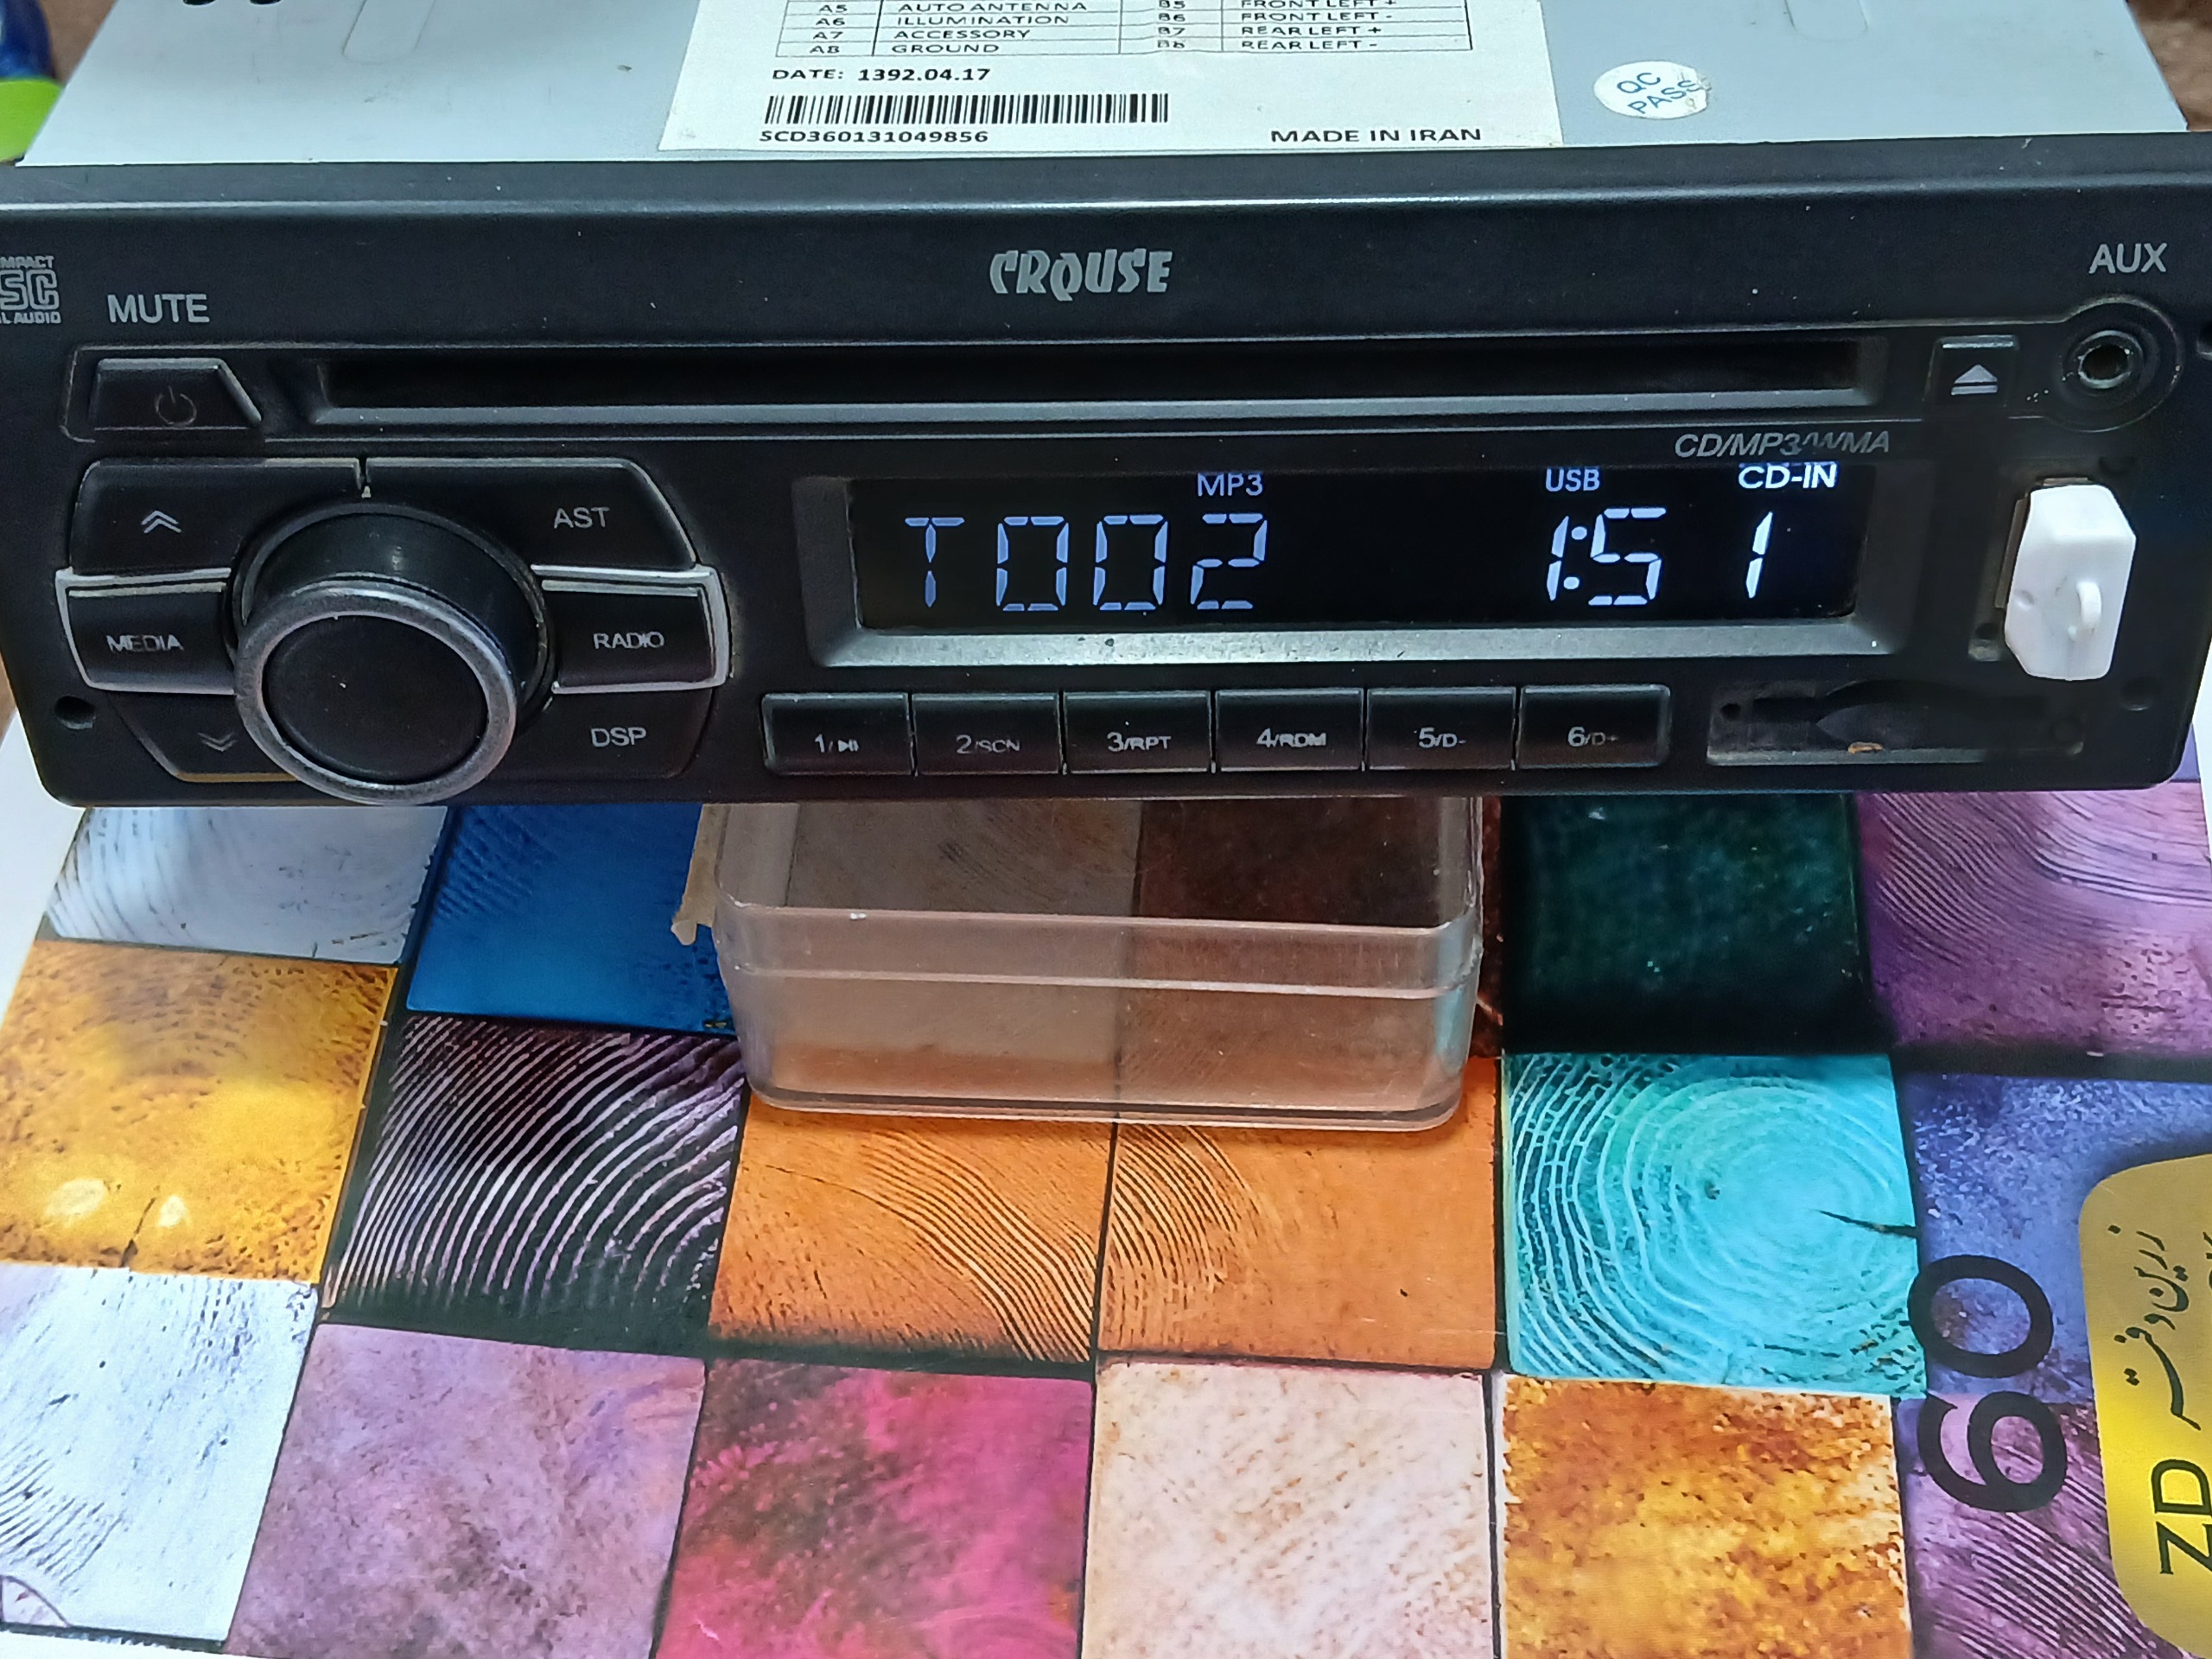 A5 AUTO ANTENNA B5 FRONT LEFT +
A6 ILLUMINATION B6 FRONT LEFT -
A7 ACCESSORY B7 REAR LEFT +
A8 GROUND B8 REAR LEFT -
DATE: 1392.04.17
SCD360131049856
MADE IN IRAN
QC
PASS
CROUSE
AUX
MUTE
CD/MP3/WMA
AST
MEDIA
RADIO
DSP
MP3 USB CD-IN
T002 1:51
1/
2/SCN
3/RPT
4/RDM
5/D-
6/D+
60
زرین دفتر
ZD